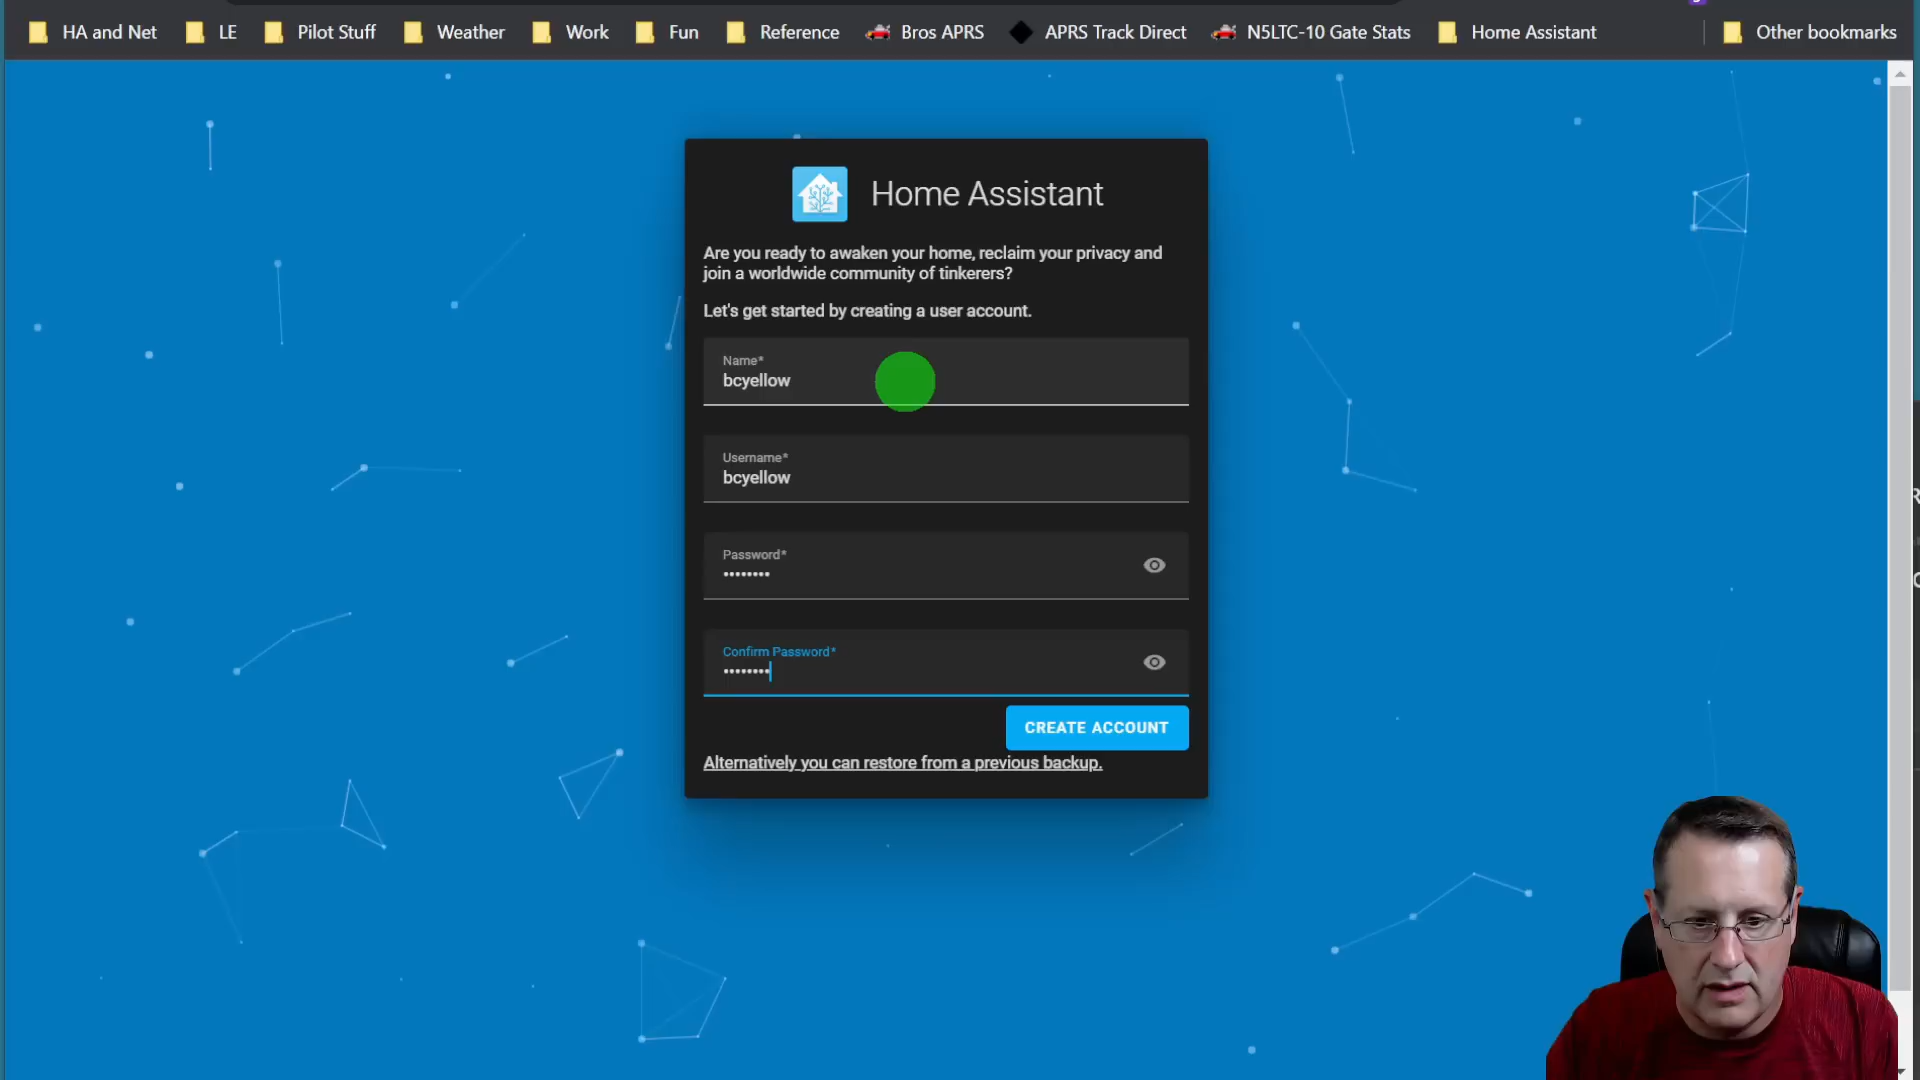 HA and Net LE Pilot Stuff Weather Work Fun Reference Bros APRS APRS Track Direct N5LTC-10 Gate Stats Home Assistant Other bookmarks
Home Assistant
Are you ready to awaken your home, reclaim your privacy and
join a worldwide community of tinkerers?
Let's get started by creating a user account.
Name*
bcyellow
Username*
bcyellow
Password*
••••••••
Confirm Password*
••••••••
CREATE ACCOUNT
Alternatively you can restore from a previous backup.